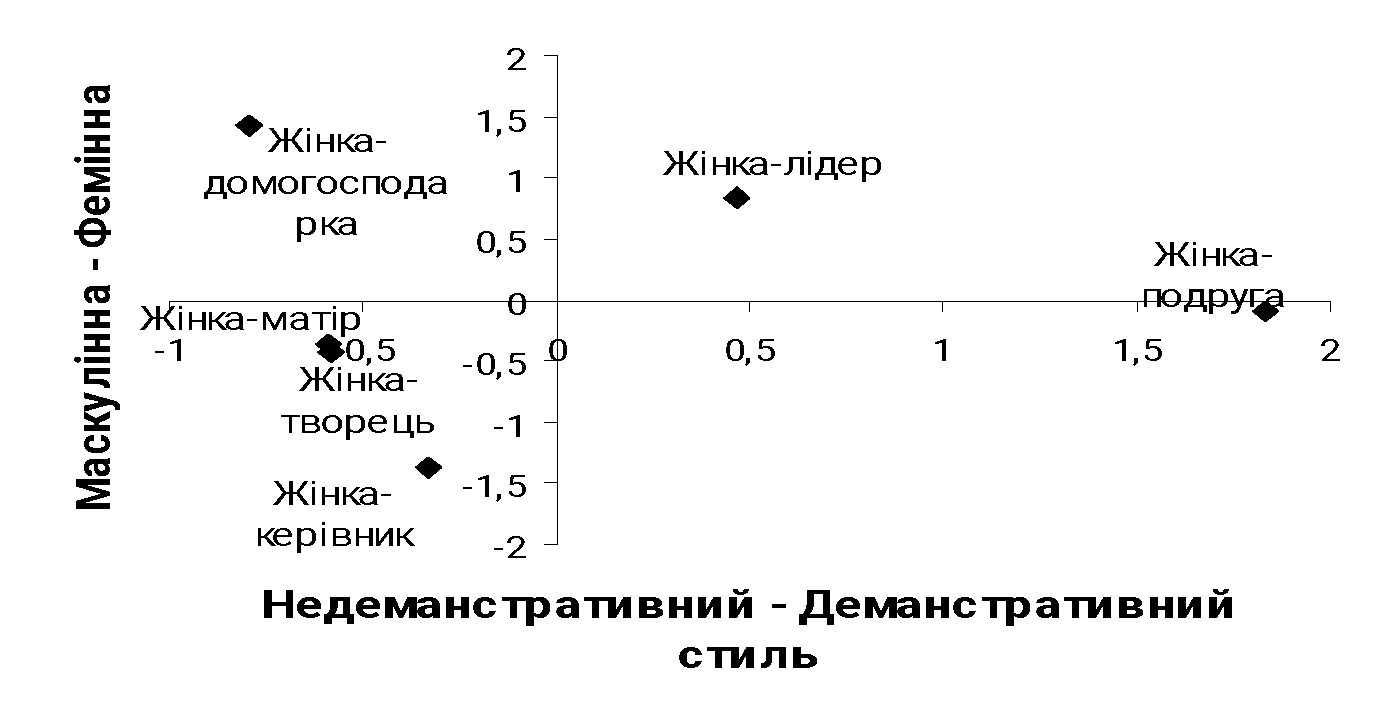 Маскулінна - Фемінна
2
1,5
1
0,5
0
-0,5
-1
-1,5
-2
Жінка-
домогоспода
рка
Жінка-лідер
Жінка-
подруга
Жінка-матір
-1
0,5
0
0,5
1
1,5
2
Жінка-
творець
Жінка-
керівник
Недеманстративний - Деманстративний
стиль